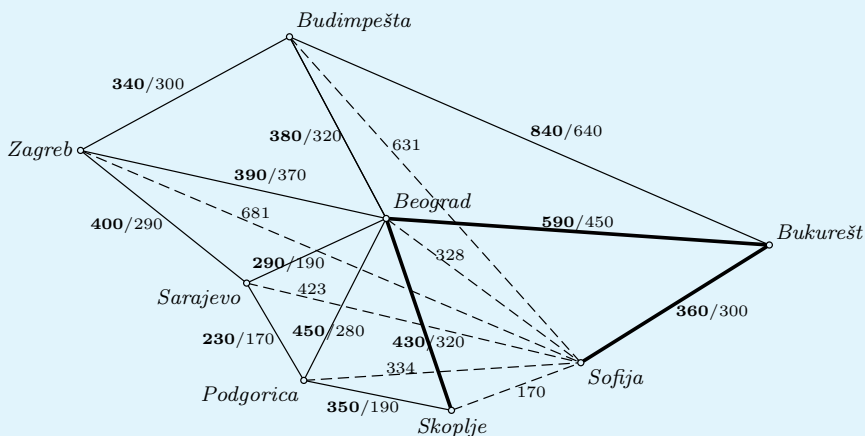 Budimpešta
340/300
380/320
631
840/640
Zagreb
390/370
681
Beograd
590/450
Bukurešt
400/290
290/190
328
Sarajevo
423
360/300
230/170
450/280
430/320
334
Podgorica
350/190
170
Sofija
Skoplje